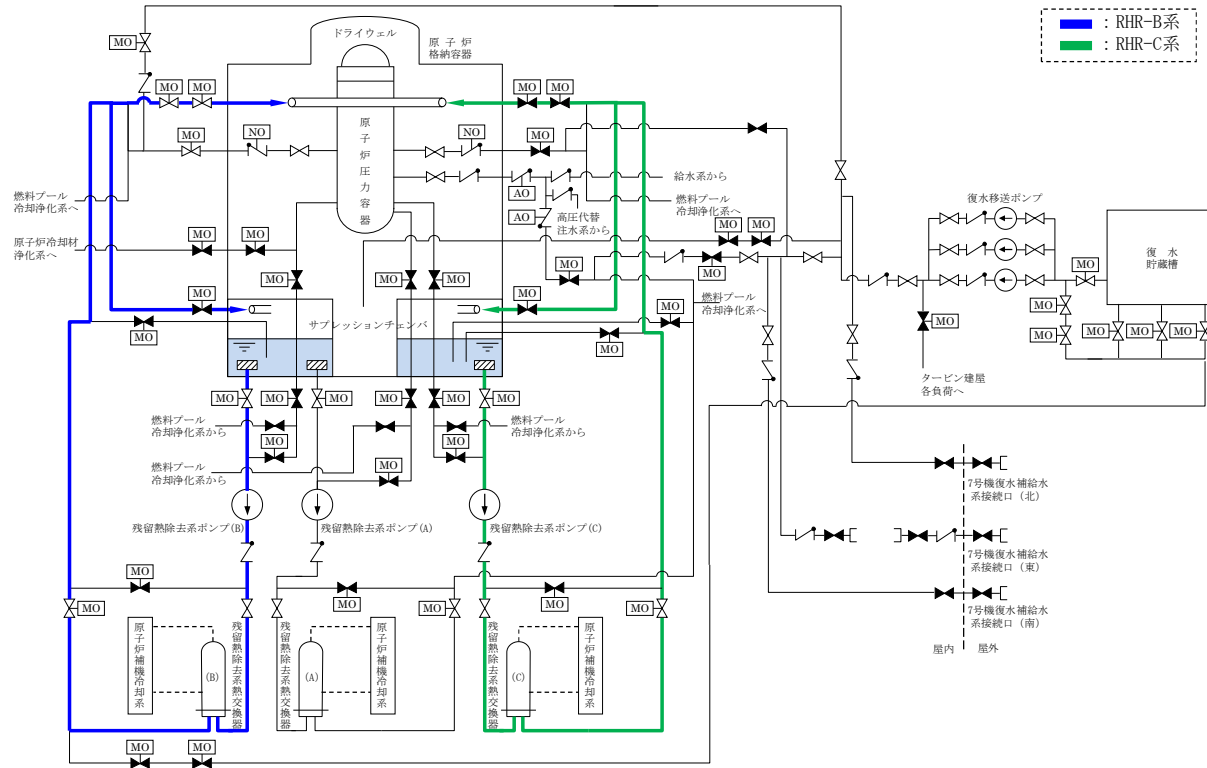 : RHR-B系
: RHR-C系
MO
ドライウェル
原 子 炉
格納容器
MO
MO
MO
MO
MO
NO
原子炉圧力容器
NO
MO
燃料プール
冷却浄化系へ
AO
給水系から
燃料プール
冷却浄化系へ
AO
高圧代替
注水系から
復水移送ポンプ
復 水
貯蔵槽
原子炉冷却材
浄化系へ
MO
MO
MO
MO
MO
MO
MO
MO
MO
MO
MO
MO
MO
MO
燃料プール
冷却浄化系へ
MO
サプレッションチェンバ
MO
MO
MO
MO
MO
MO
MO
MO
タービン建屋
各負荷へ
MO
MO
MO
MO
MO
MO
燃料プール
冷却浄化系から
燃料プール
冷却浄化系から
MO
MO
燃料プール
冷却浄化系から
MO
7号機復水補給水
系接続口（北）
残留熱除去系ポンプ(B)
残留熱除去系ポンプ(A)
残留熱除去系ポンプ(C)
7号機復水補給水
系接続口（東）
MO
MO
MO
MO
MO
MO
7号機復水補給水
系接続口（南）
屋内
屋外
原子炉補機冷却系
(B)
残留熱除去系熱交換器
残留熱除去系熱交換器
(A)
原子炉補機冷却系
残留熱除去系熱交換器
(C)
原子炉補機冷却系
MO
MO